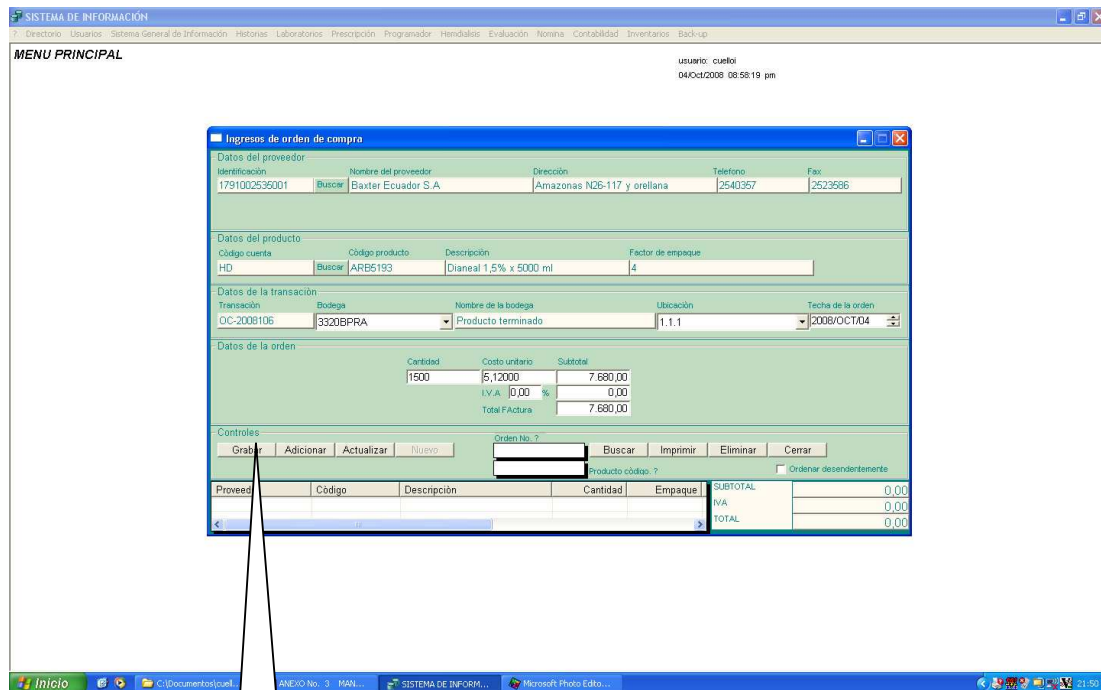 SISTEMA DE INFORMACIÓN
? Directorio Usuarios Sistema General de Información Historias Laboratorios Prescripción Programador Hemdialisis Evaluación Nomina Contabilidad Inventarios Back-up
MENU PRINCIPAL
usuario: cuelloi
04/Oct/2008 08:58:19 pm
Ingresos de orden de compra
Datos del proveedor
Identificación Nombre del proveedor Dirección Telefono Fax
1791002535001 Buscar Baxter Ecuador S.A Amazonas N26-117 y orellana 2540357 2523586
Datos del producto
Código cuenta Código producto Descripción Factor de empaque
HD Buscar ARB5193 Dianeal 1,5% x 5000 ml 4
Datos de la transación
Transación Bodega Nombre de la bodega Ubicación Techa de la orden
OC-2008106 3320BPRA Producto terminado 1.1.1 2008/OCT/04
Datos de la orden
Cantidad Costo unitario Subtotal
1500 5,12000 7.680,00
I.V.A 0,00 % 0,00
Total FActura 7.680,00
Controles
Orden No. ?
Grabar Adicionar Actualizar Nuevo Buscar Imprimir Eliminar Cerrar
Producto código. ? Ordenar desendentemente
Proveed Código Descripción Cantidad Empaque
SUBTOTAL 0,00
IVA 0,00
TOTAL 0,00
Inicio C:\Documentos\cuell... ANEXO No. 3 MAN... SISTEMA DE INFORM... Microsoft Photo Edito... 21:50